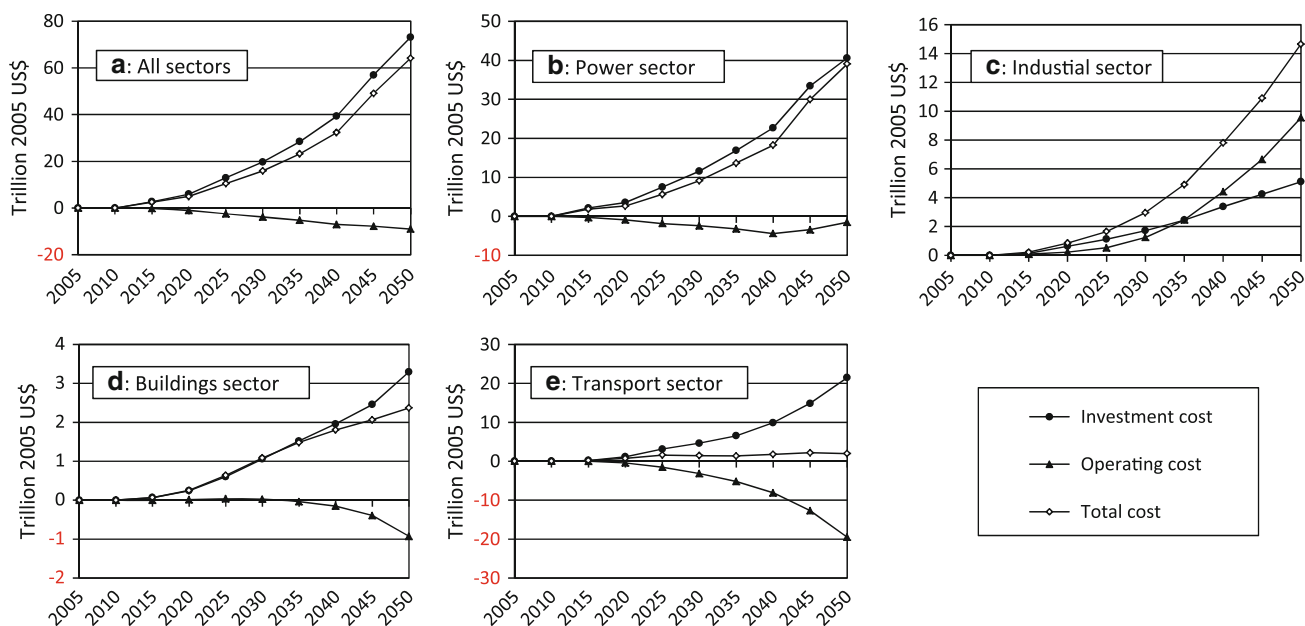 a: All sectors
Trillion 2005 US$
80
60
40
20
0
-20
2005 2010 2015 2020 2025 2030 2035 2040 2045 2050
b: Power sector
Trillion 2005 US$
50
40
30
20
10
0
-10
2005 2010 2015 2020 2025 2030 2035 2040 2045 2050
c: Industial sector
Trillion 2005 US$
16
14
12
10
8
6
4
2
0
2005 2010 2015 2020 2025 2030 2035 2040 2045 2050
d: Buildings sector
Trillion 2005 US$
4
3
2
1
0
-1
-2
2005 2010 2015 2020 2025 2030 2035 2040 2045 2050
e: Transport sector
Trillion 2005 US$
30
20
10
0
-10
-20
-30
2005 2010 2015 2020 2025 2030 2035 2040 2045 2050
Investment cost
Operating cost
Total cost